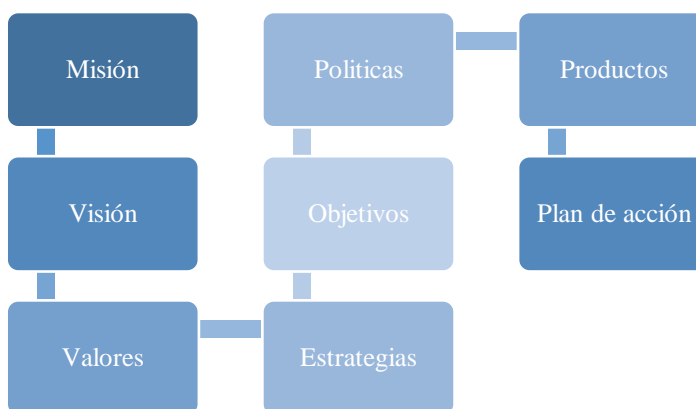 Misión
Visión
Valores
Estrategias
Objetivos
Politicas
Productos
Plan de acción